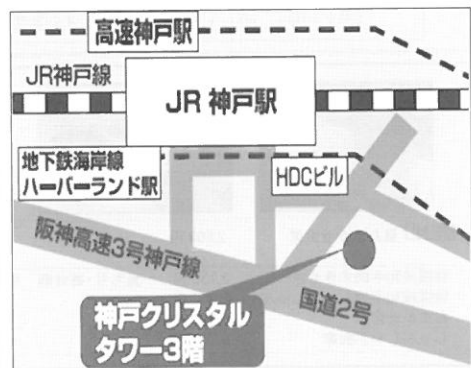 高速神戸駅
JR神戸線
JR 神戸駅
地下鉄海岸線
ハーバーランド駅
HDCビル
阪神高速3号神戸線
国道2号
神戸クリスタル
タワー3階